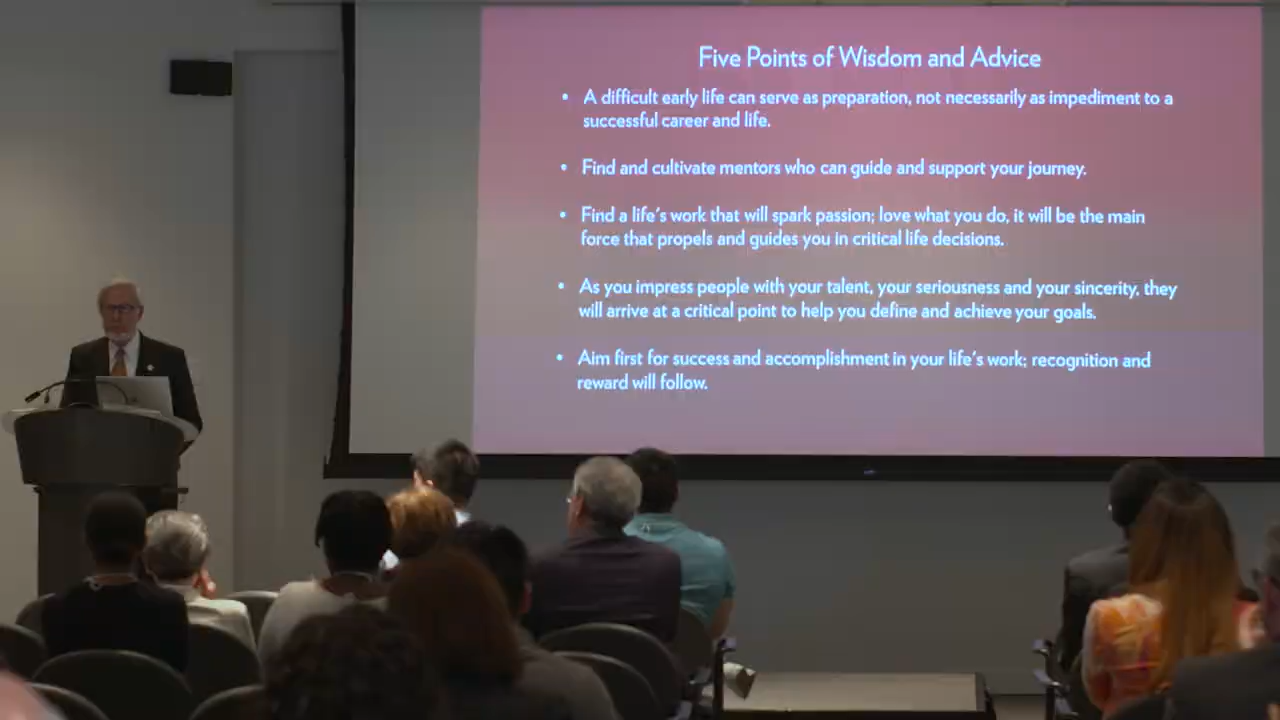 Five Points of Wisdom and Advice
• A difficult early life can serve as preparation, not necessarily as impediment to a
successful career and life.
• Find and cultivate mentors who can guide and support your journey.
• Find a life's work that will spark passion; love what you do, it will be the main
force that propels and guides you in critical life decisions.
• As you impress people with your talent, your seriousness and your sincerity, they
will arrive at a critical point to help you define and achieve your goals.
• Aim first for success and accomplishment in your life's work; recognition and
reward will follow.